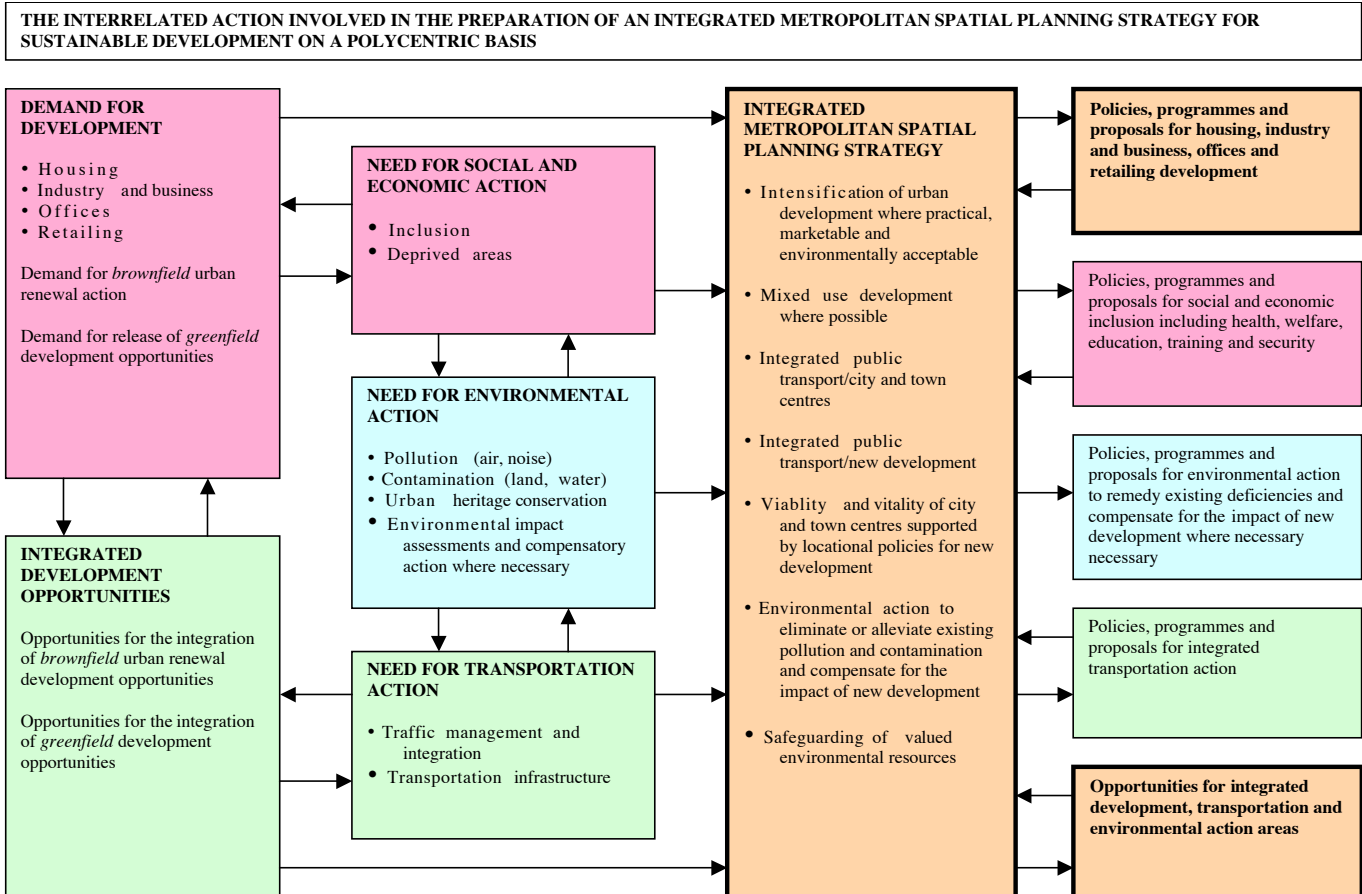 THE INTERRELATED ACTION INVOLVED IN THE PREPARATION OF AN INTEGRATED METROPOLITAN SPATIAL PLANNING STRATEGY FOR
SUSTAINABLE DEVELOPMENT ON A POLYCENTRIC BASIS
DEMAND FOR
DEVELOPMENT
• Housing
• Industry and business
• Offices
• Retailing
Demand for brownfield urban
renewal action
Demand for release of greenfield
development opportunities
INTEGRATED
DEVELOPMENT
OPPORTUNITIES
Opportunities for the integration
of brownfield urban renewal
development opportunities
Opportunities for the integration
of greenfield development
opportunities
NEED FOR SOCIAL AND
ECONOMIC ACTION
• Inclusion
• Deprived areas
NEED FOR ENVIRONMENTAL
ACTION
• Pollution (air, noise)
• Contamination (land, water)
• Urban heritage conservation
• Environmental impact
assessments and compensatory
action where necessary
NEED FOR TRANSPORTATION
ACTION
• Traffic management and
integration
• Transportation infrastructure
INTEGRATED
METROPOLITAN SPATIAL
PLANNING STRATEGY
• Intensification of urban
development where practical,
marketable and
environmentally acceptable
• Mixed use development
where possible
• Integrated public
transport/city and town
centres
• Integrated public
transport/new development
• Viablity and vitality of city
and town centres supported
by locational policies for new
development
• Environmental action to
eliminate or alleviate existing
pollution and contamination
and compensate for the
impact of new development
• Safeguarding of valued
environmental resources
Policies, programmes and
proposals for housing, industry
and business, offices and
retailing development
Policies, programmes and
proposals for social and economic
inclusion including health, welfare,
education, training and security
Policies, programmes and
proposals for environmental action
to remedy existing deficiencies and
compensate for the impact of new
development where necessary
necessary
Policies, programmes and
proposals for integrated
transportation action
Opportunities for integrated
development, transportation and
environmental action areas